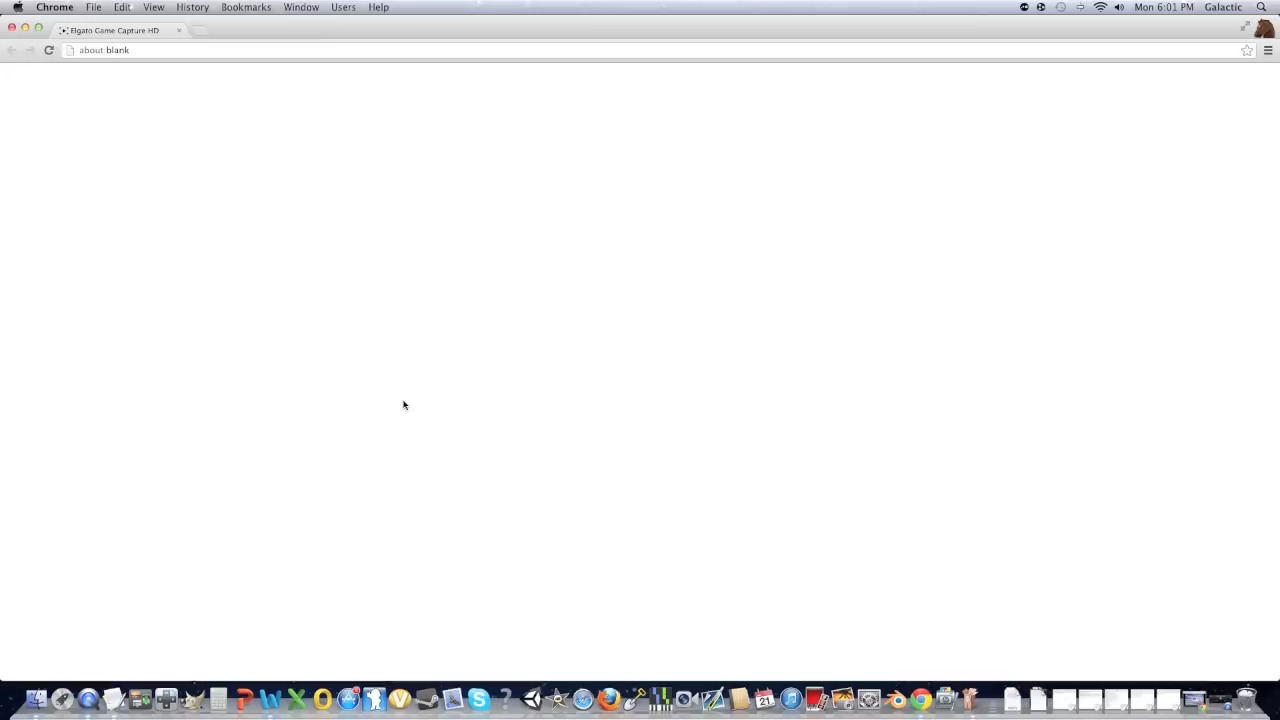 Chrome File Edit View History Bookmarks Window Users Help Mon 6:01 PM Galactic
Elgato Game Capture HD
about:blank
21